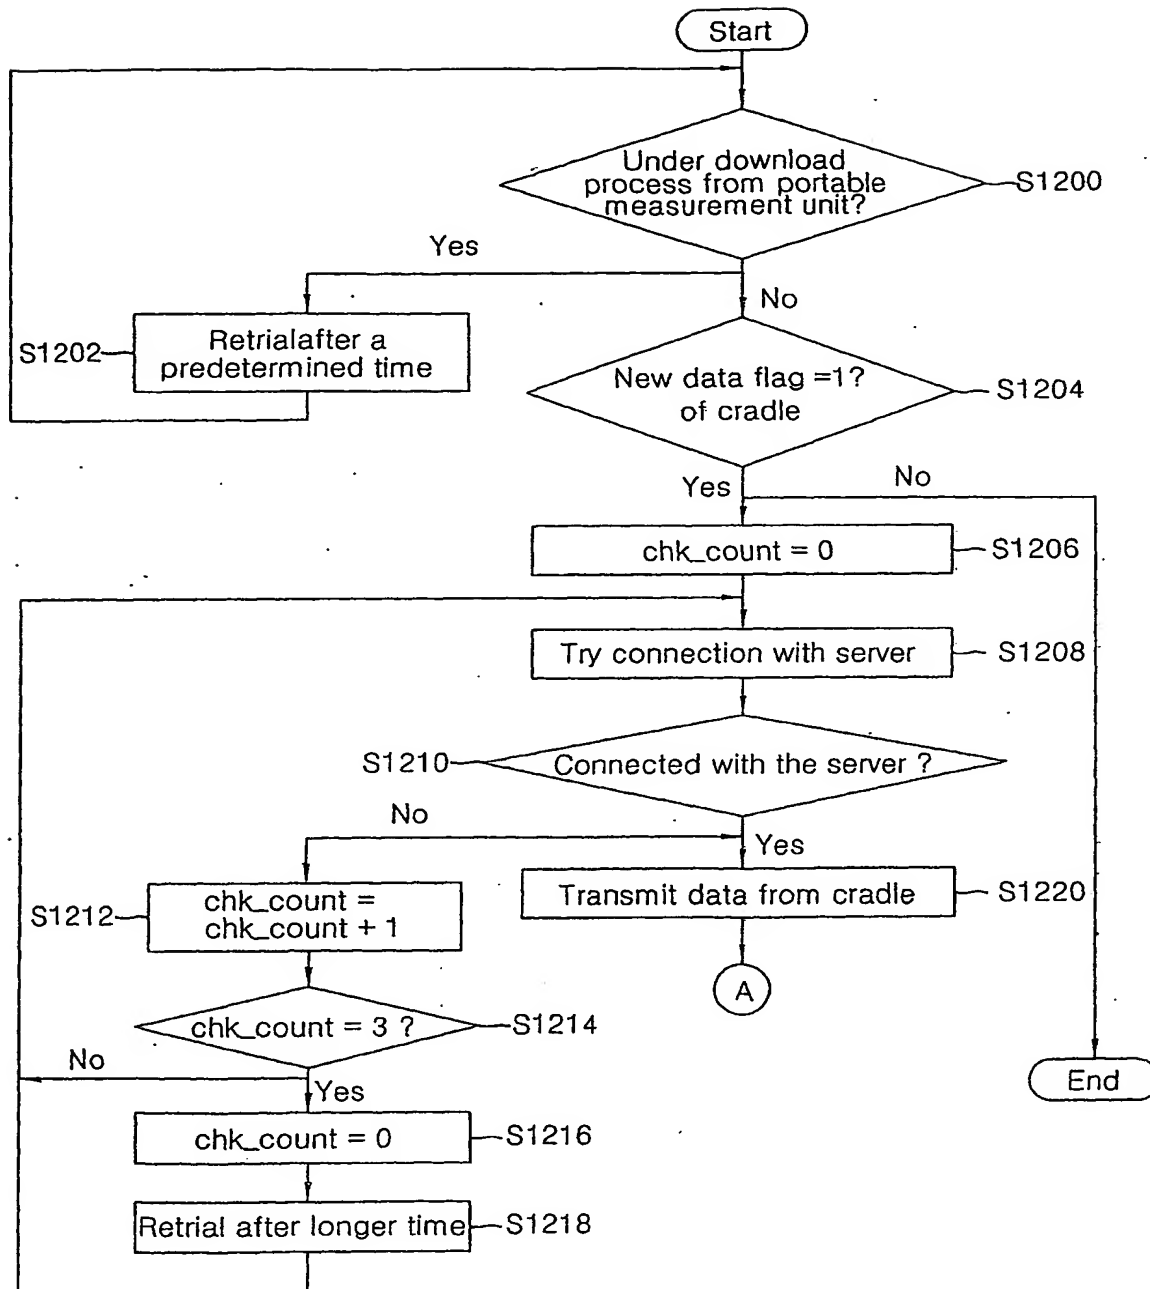 Start
Under download
process from portable
measurement unit?
S1200
Yes
No
S1202
Retrialafter a
predetermined time
New data flag =1?
of cradle
S1204
Yes
No
chk_count = 0
S1206
Try connection with server
S1208
S1210
Connected with the server ?
No
Yes
S1212
chk_count =
chk_count + 1
Transmit data from cradle
S1220
A
chk_count = 3 ?
S1214
No
Yes
End
chk_count = 0
S1216
Retrial after longer time
S1218